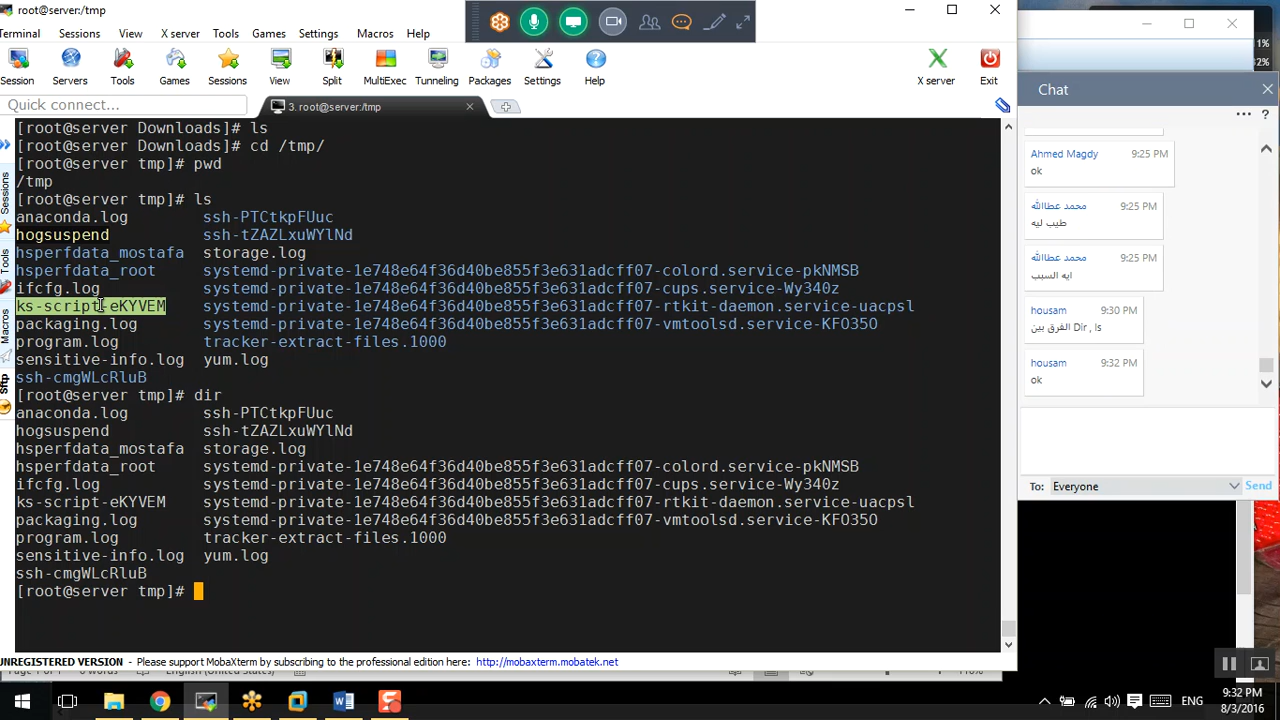 root@server:/tmp
Terminal Sessions View X server Tools Games Settings Macros Help
Session Servers Tools Games Sessions View Split MultiExec Tunneling Packages Settings Help X server Exit
Quick connect...
3. root@server:/tmp
[root@server Downloads]# ls
[root@server Downloads]# cd /tmp/
[root@server tmp]# pwd
/tmp
[root@server tmp]# ls
anaconda.log ssh-PTCtkpFUuc
hogsuspend ssh-tZAZLxuWYlNd
hsperfdata_mostafa storage.log
hsperfdata_root systemd-private-1e748e64f36d40be855f3e631adcff07-colord.service-pkNMSB
ifcfg.log systemd-private-1e748e64f36d40be855f3e631adcff07-cups.service-Wy340z
ks-script-eKYVEM systemd-private-1e748e64f36d40be855f3e631adcff07-rtkit-daemon.service-uacpsl
packaging.log systemd-private-1e748e64f36d40be855f3e631adcff07-vmtoolsd.service-KFO35O
program.log tracker-extract-files.1000
sensitive-info.log yum.log
ssh-cmgWLcRluB
[root@server tmp]# dir
anaconda.log ssh-PTCtkpFUuc
hogsuspend ssh-tZAZLxuWYlNd
hsperfdata_mostafa storage.log
hsperfdata_root systemd-private-1e748e64f36d40be855f3e631adcff07-colord.service-pkNMSB
ifcfg.log systemd-private-1e748e64f36d40be855f3e631adcff07-cups.service-Wy340z
ks-script-eKYVEM systemd-private-1e748e64f36d40be855f3e631adcff07-rtkit-daemon.service-uacpsl
packaging.log systemd-private-1e748e64f36d40be855f3e631adcff07-vmtoolsd.service-KFO35O
program.log tracker-extract-files.1000
sensitive-info.log yum.log
ssh-cmgWLcRluB
[root@server tmp]#
Sessions
Tools
Macros
Sftp
UNREGISTERED VERSION - Please support MobaXterm by subscribing to the professional edition here: http://mobaxterm.mobatek.net
Chat
Ahmed Magdy 9:25 PM
ok
محمد عطاالله 9:25 PM
طيب ليه
محمد عطاالله 9:25 PM
ايه السبب
housam 9:30 PM
الفرق بين Dir , ls
housam 9:32 PM
ok
To: Everyone Send
ENG
9:32 PM
8/3/2016